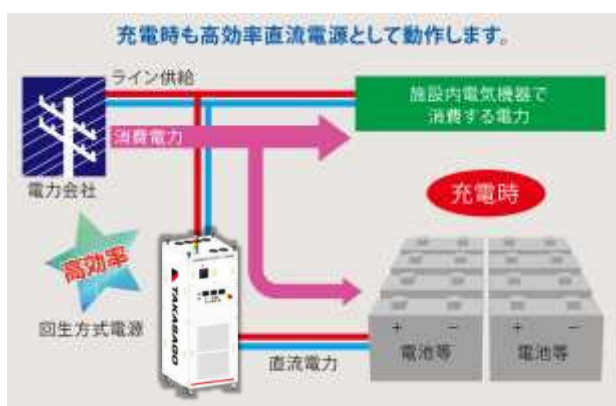 充電時も高効率直流電源として動作します。
ライン供給
施設内電気機器で
消費する電力
消費電力
電力会社
充電時
高効率
TAKASAGO
回生方式電源
+ − + −
電池等 電池等
直流電力